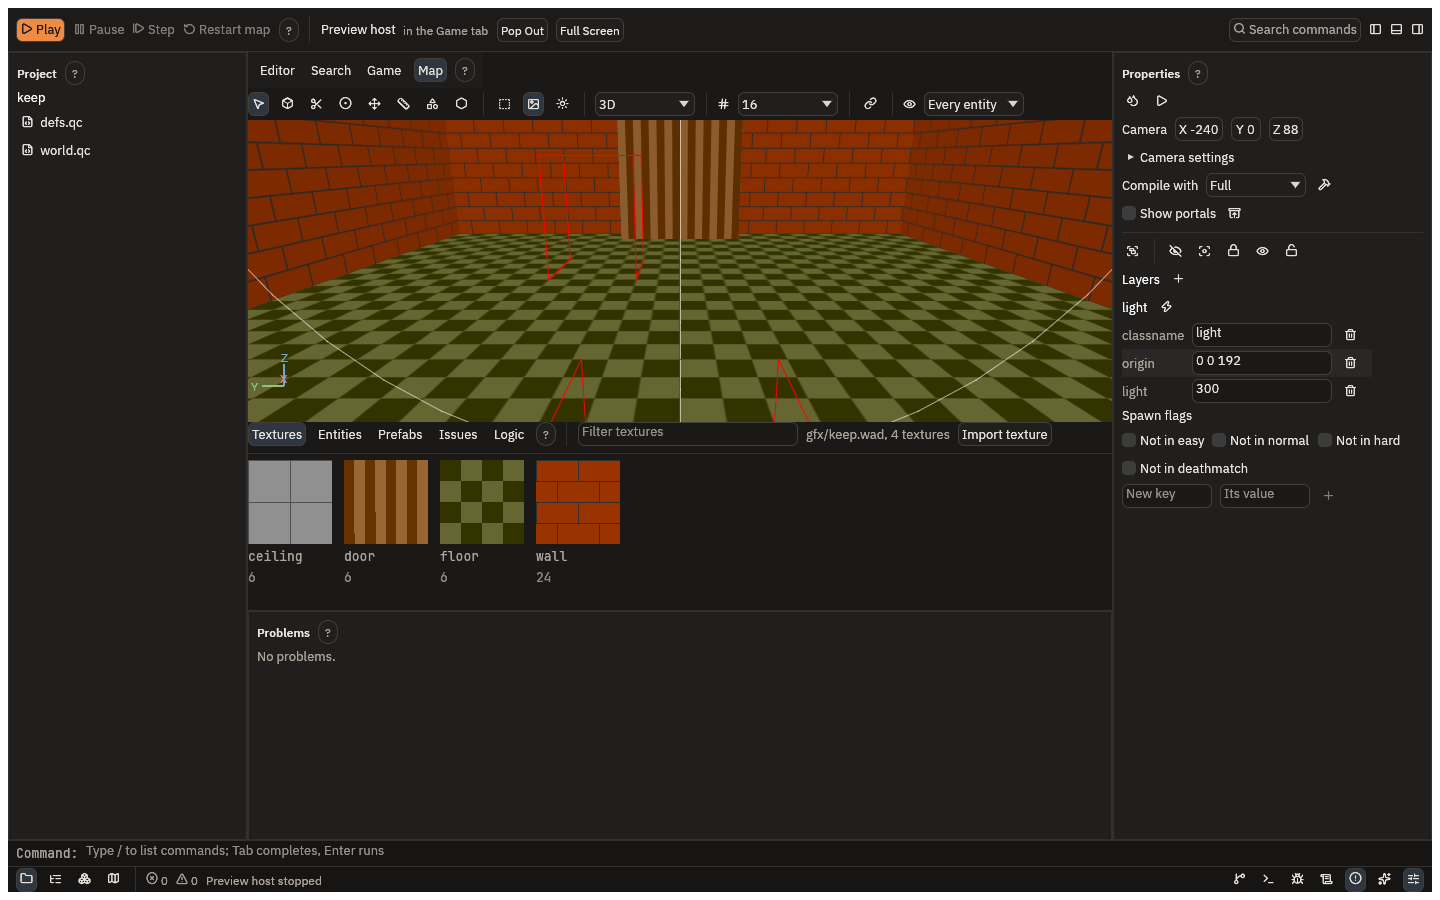 Play Pause Step Restart map ? Preview host in the Game tab Pop Out Full Screen Search commands
Project ?
keep
defs.qc
world.qc
Editor Search Game Map ?
3D 16 Every entity
Z
Y X
Textures Entities Prefabs Issues Logic ? Filter textures gfx/keep.wad, 4 textures Import texture
ceiling door floor wall
6 6 6 24
Problems ?
No problems.
Properties ?
Camera X -240 Y 0 Z 88
Camera settings
Compile with Full
Show portals
Layers +
light
classname light
origin 0 0 192
light 300
Spawn flags
Not in easy Not in normal Not in hard
Not in deathmatch
New key Its value +
Command: Type / to list commands; Tab completes, Enter runs
0 0 Preview host stopped